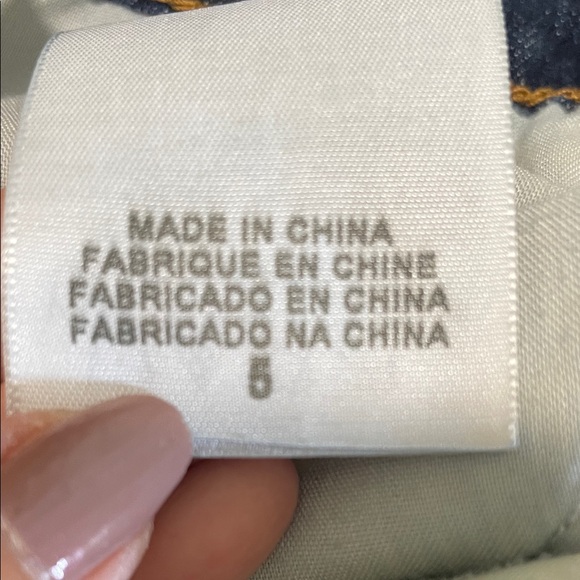 MADE IN CHINA
FABRIQUE EN CHINE
FABRICADO EN CHINA
FABRICADO NA CHINA
5